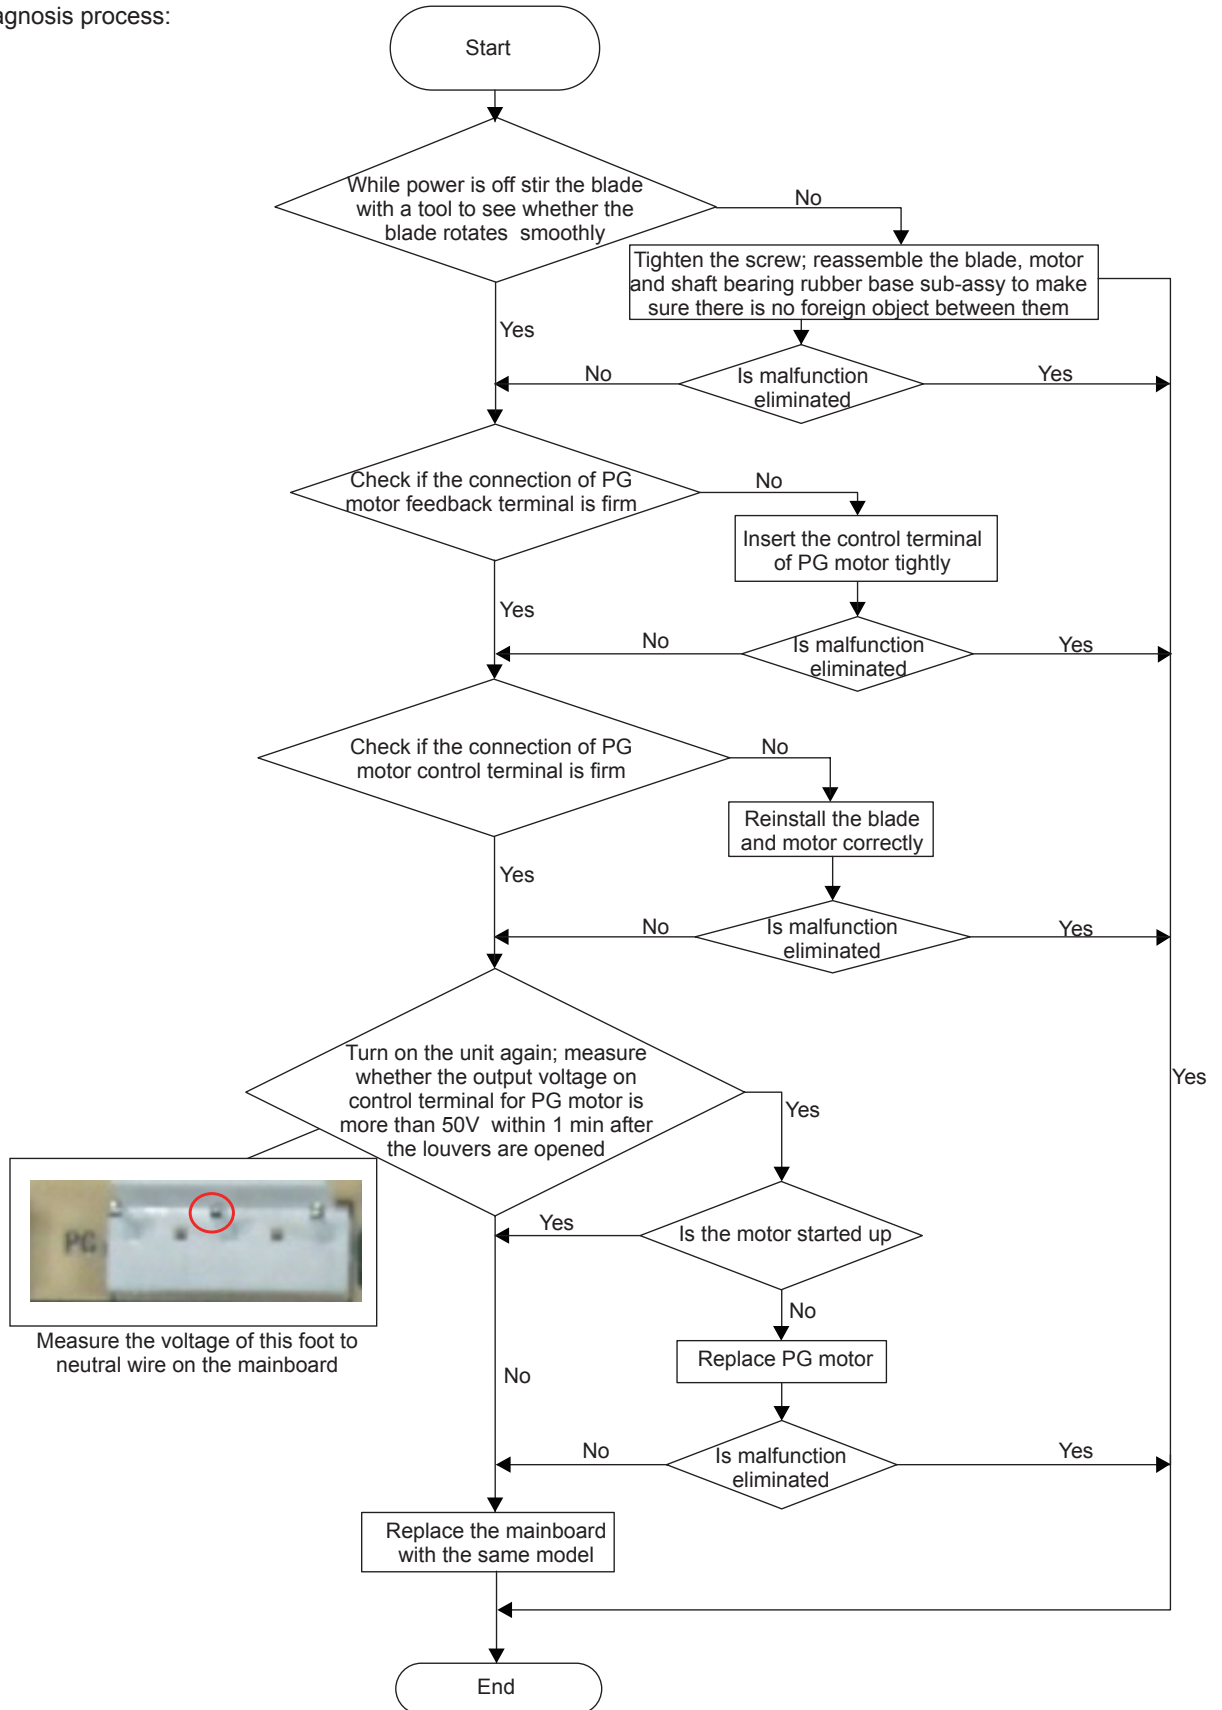 agnosis process:
Start
While power is off stir the blade
with a tool to see whether the
blade rotates  smoothly
No
Tighten the screw; reassemble the blade, motor
and shaft bearing rubber base sub-assy to make
sure there is no foreign object between them
Yes
No
Is malfunction
eliminated
Yes
Check if the connection of PG
motor feedback terminal is firm
No
Insert the control terminal
of PG motor tightly
Yes
No
Is malfunction
eliminated
Yes
Check if the connection of PG
motor control terminal is firm
No
Reinstall the blade
and motor correctly
Yes
No
Is malfunction
eliminated
Yes
Turn on the unit again; measure
whether the output voltage on
control terminal for PG motor is
more than 50V  within 1 min after
the louvers are opened
Yes
Yes
PG
Measure the voltage of this foot to
neutral wire on the mainboard
Yes
Is the motor started up
No
Replace PG motor
No
No
Is malfunction
eliminated
Yes
Replace the mainboard
with the same model
End